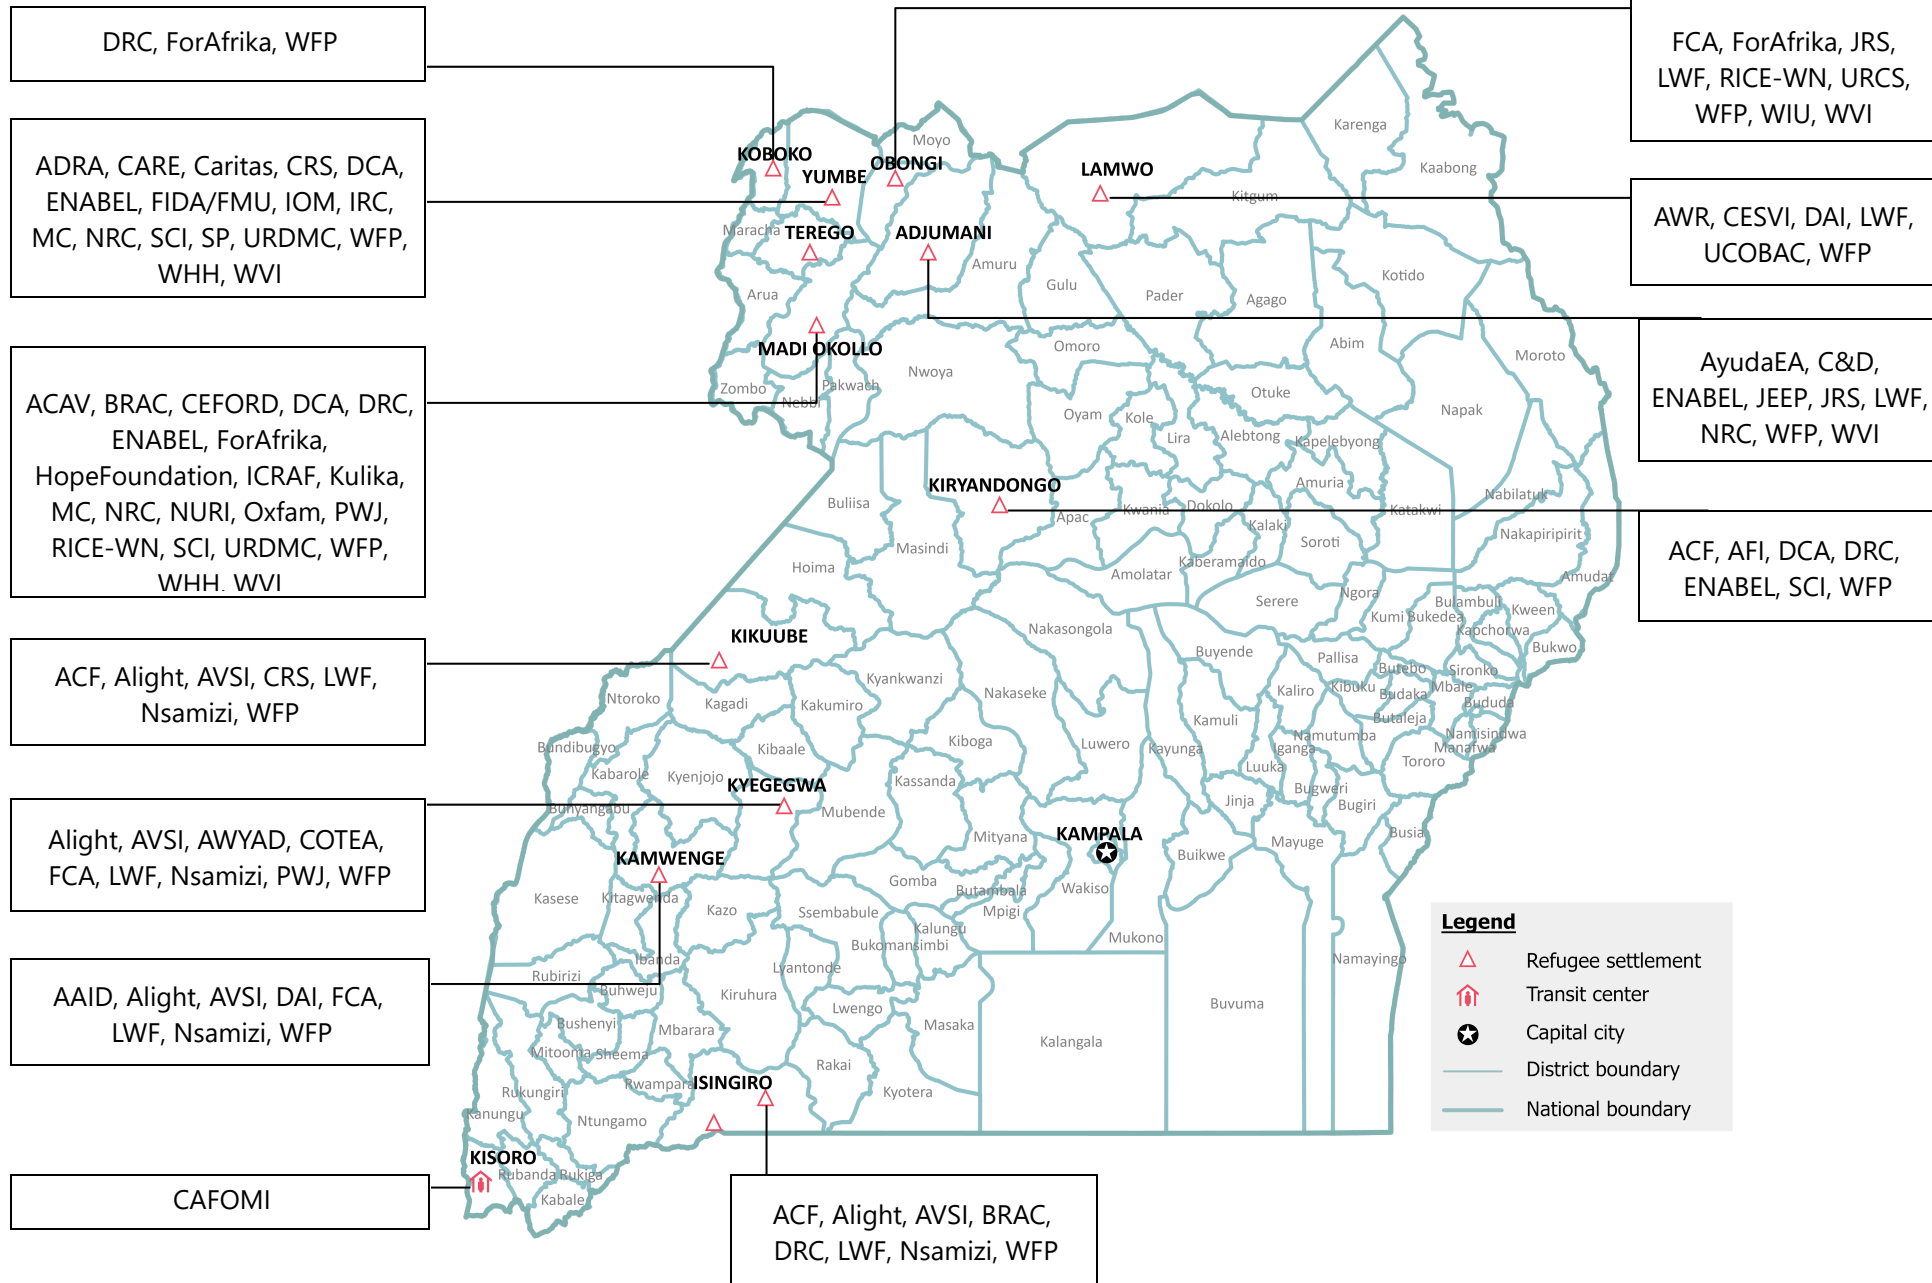 DRC, ForAfrika, WFP
ADRA, CARE, Caritas, CRS, DCA,
ENABEL, FIDA/FMU, IOM, IRC,
MC, NRC, SCI, SP, URDMC, WFP,
WHH, WVI
ACAV, BRAC, CEFORD, DCA, DRC,
ENABEL, ForAfrika,
HopeFoundation, ICRAF, Kulika,
MC, NRC, NURI, Oxfam, PWJ,
RICE-WN, SCI, URDMC, WFP,
WHH, WVI
ACF, Alight, AVSI, CRS, LWF,
Nsamizi, WFP
Alight, AVSI, AWYAD, COTEA,
FCA, LWF, Nsamizi, PWJ, WFP
AAID, Alight, AVSI, DAI, FCA,
LWF, Nsamizi, WFP
CAFOMI
ACF, Alight, AVSI, BRAC,
DRC, LWF, Nsamizi, WFP
FCA, ForAfrika, JRS,
LWF, RICE-WN, URCS,
WFP, WIU, WVI
AWR, CESVI, DAI, LWF,
UCOBAC, WFP
AyudaEA, C&D,
ENABEL, JEEP, JRS, LWF,
NRC, WFP, WVI
ACF, AFI, DCA, DRC,
ENABEL, SCI, WFP
KOBOKO
YUMBE
Moyo
OBONGI
LAMWO
Karenga
Kaabong
Kitgum
Maracha
TEREGO
ADJUMANI
Amuru
Arua
Gulu
Pader
Agago
Kotido
MADI OKOLLO
Omoro
Abim
Moroto
Zombo
Nebbi
Pakwach
Nwoya
Otuke
Napak
Oyam
Kole
Lira
Alebtong
Kapelebyong
KIRYANDONGO
Amuria
Buliisa
Apac
Kwania
Dokolo
Kalaki
Katakwi
Nabilatuk
Nakapiripirit
Masindi
Soroti
Hoima
Amolatar
Kaberamaido
Amudat
Serere
Ngora
Kumi
Bukedea
Bulambuli
Kween
Kapchorwa
Bukwo
KIKUUBE
Nakasongola
Buyende
Pallisa
Butebo
Sironko
Ntoroko
Kagadi
Kakumiro
Kyankwanzi
Nakaseke
Kaliro
Kibuku
Budaka
Mbale
Bududa
Kamuli
Butaleja
Bundibugyo
Kibaale
Kiboga
Luwero
Kayunga
Iganga
Namutumba
Namisindwa
Manafwa
Kabarole
Kyenjojo
Kassanda
Luuka
Tororo
KYEGEGWA
Bugweri
Bunyangabu
Mubende
Jinja
Bugiri
Mityana
KAMPALA
Busia
KAMWENGE
Buikwe
Mayuge
Kasese
Kitagwenda
Kazo
Gomba
Butambala
Wakiso
Ssembabule
Mpigi
Kalungu
Bukomansimbi
Mukono
Rubirizi
Ibanda
Lyantonde
Namayingo
Buhweju
Kiruhura
Lwengo
Buvuma
Bushenyi
Mbarara
Masaka
Kalangala
Mitooma
Sheema
Rakai
Rukungiri
Rwampara
ISINGIRO
Kyotera
Kanungu
Ntungamo
KISORO
Rubanda
Rukiga
Kabale
Legend
Refugee settlement
Transit center
Capital city
District boundary
National boundary